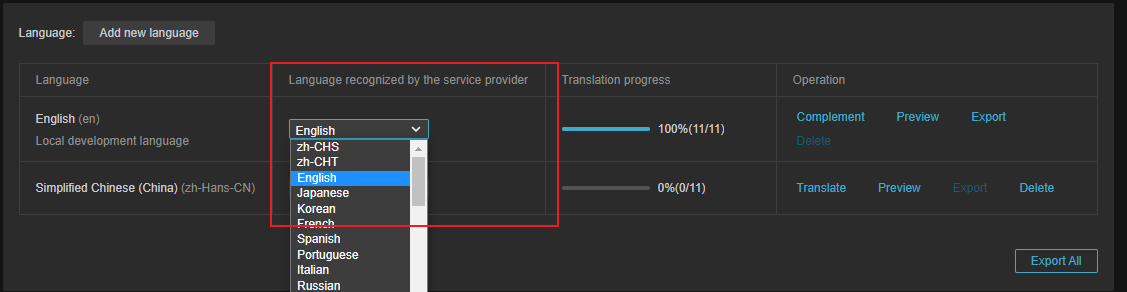 Language: Add new language
Language Language recognized by the service provider Translation progress Operation
English (en)
Local development language
English
100%(11/11)
Complement Preview Export
Delete
zh-CHS
zh-CHT
English
Japanese
Korean
French
Spanish
Portuguese
Italian
Russian
Simplified Chinese (China) (zh-Hans-CN)
0%(0/11)
Translate Preview Export Delete
Export All